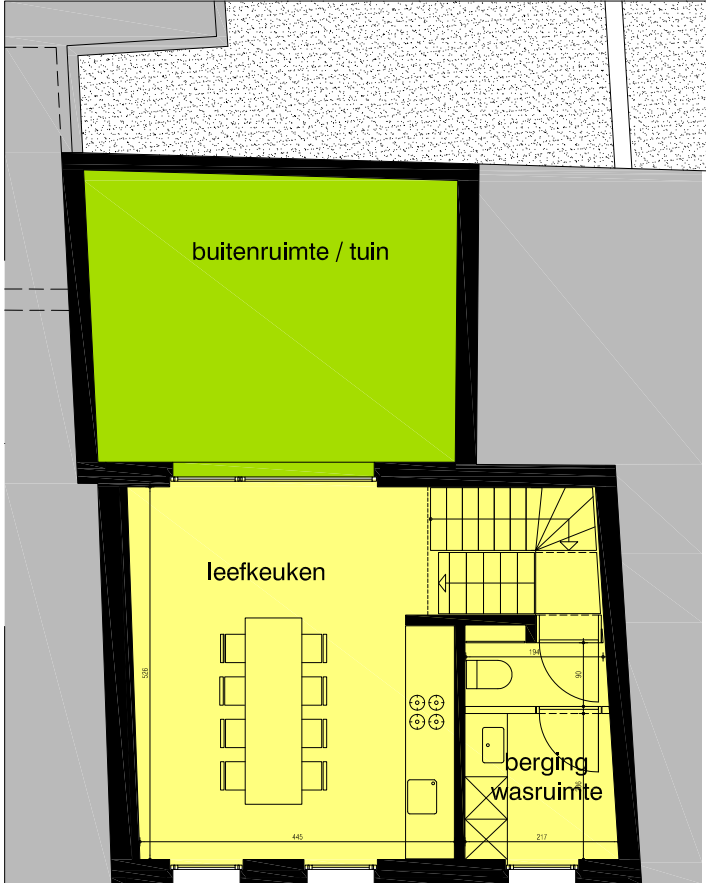 buitenruimte / tuin
leefkeuken
526
194
90
berging
wasruimte
445
217